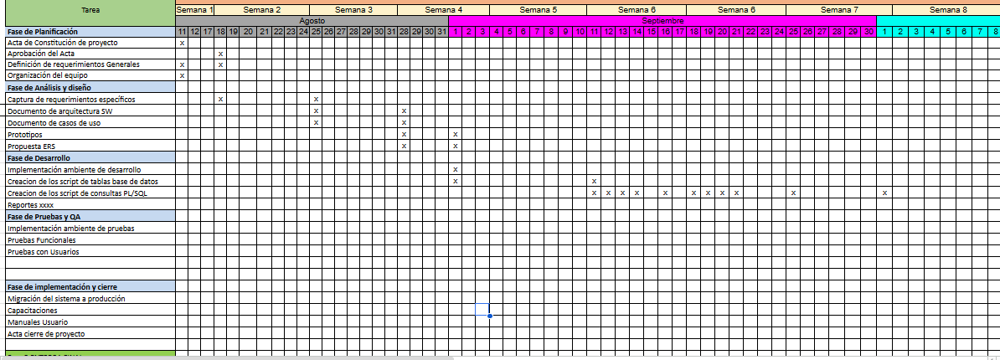 Tarea Semana 1 Semana 2 Semana 3 Semana 4 Semana 5 Semana 6 Semana 6 Semana 7 Semana 8
Agosto Septiembre
Fase de Planificación 11 12 17 18 19 20 21 22 23 24 25 26 27 28 29 30 31 28 29 30 31 1 2 3 4 5 6 7 8 9 10 11 12 13 14 15 16 17 18 19 20 21 22 23 24 25 26 27 28 29 30 1 2 3 4 5 6 7 8
Acta de Constitución de proyecto x
Aprobación del Acta x
Definición de requerimientos Generales x x
Organización del equipo x
Fase de Análisis y diseño
Captura de requerimientos específicos x x
Documento de arquitectura SW x x
Documento de casos de uso x x
Prototipos x x
Propuesta ERS x x
Fase de Desarrollo
Implementación ambiente de desarrollo x
Creacion de los script de tablas base de datos x x
Creacion de los script de consultas PL/SQL x x x x x x x x x x x
Reportes xxxx
Fase de Pruebas y QA
Implementación ambiente de pruebas
Pruebas Funcionales
Pruebas con Usuarios
Fase de implementación y cierre
Migración del sistema a producción
Capacitaciones
Manuales Usuario
Acta cierre de proyecto